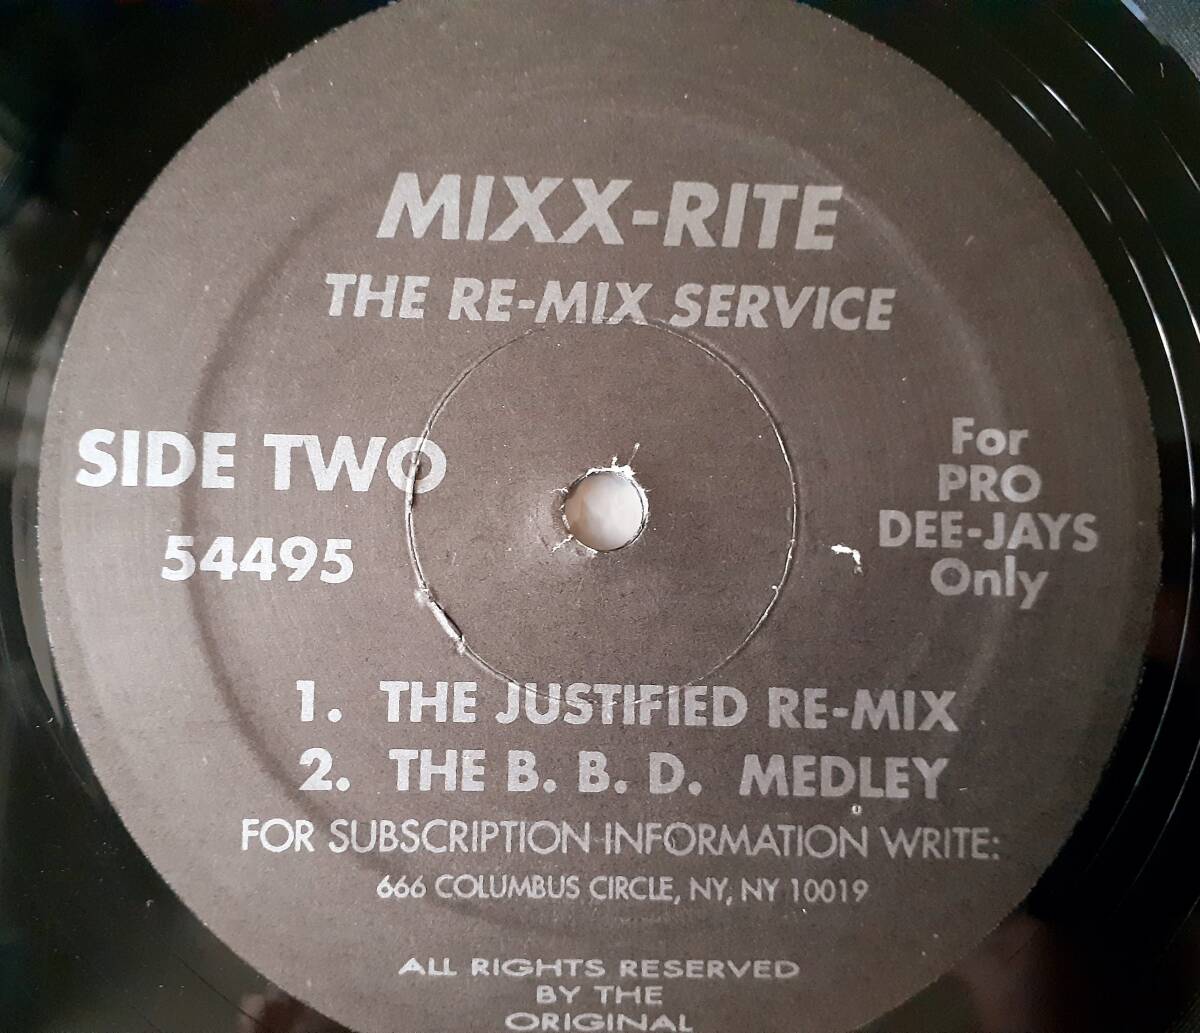 MIXX-RITE
THE RE-MIX SERVICE
SIDE TWO
54495
For
PRO
DEE-JAYS
Only
1. THE JUSTIFIED RE-MIX
2. THE B. B. D. MEDLEY
FOR SUBSCRIPTION INFORMATION WRITE:
666 COLUMBUS CIRCLE, NY, NY 10019
ALL RIGHTS RESERVED
BY THE
ORIGINAL